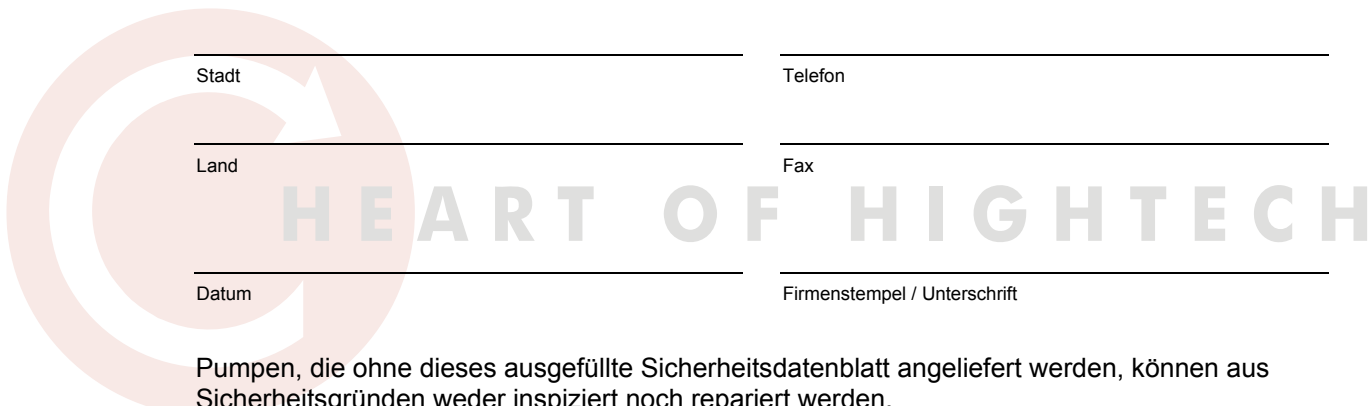 Stadt Telefon
Land Fax
HEART OF HIGHTECH
Datum Firmenstempel / Unterschrift
Pumpen, die ohne dieses ausgefüllte Sicherheitsdatenblatt angeliefert werden, können aus
Sicherheitsgründen weder inspiziert noch repariert werden.